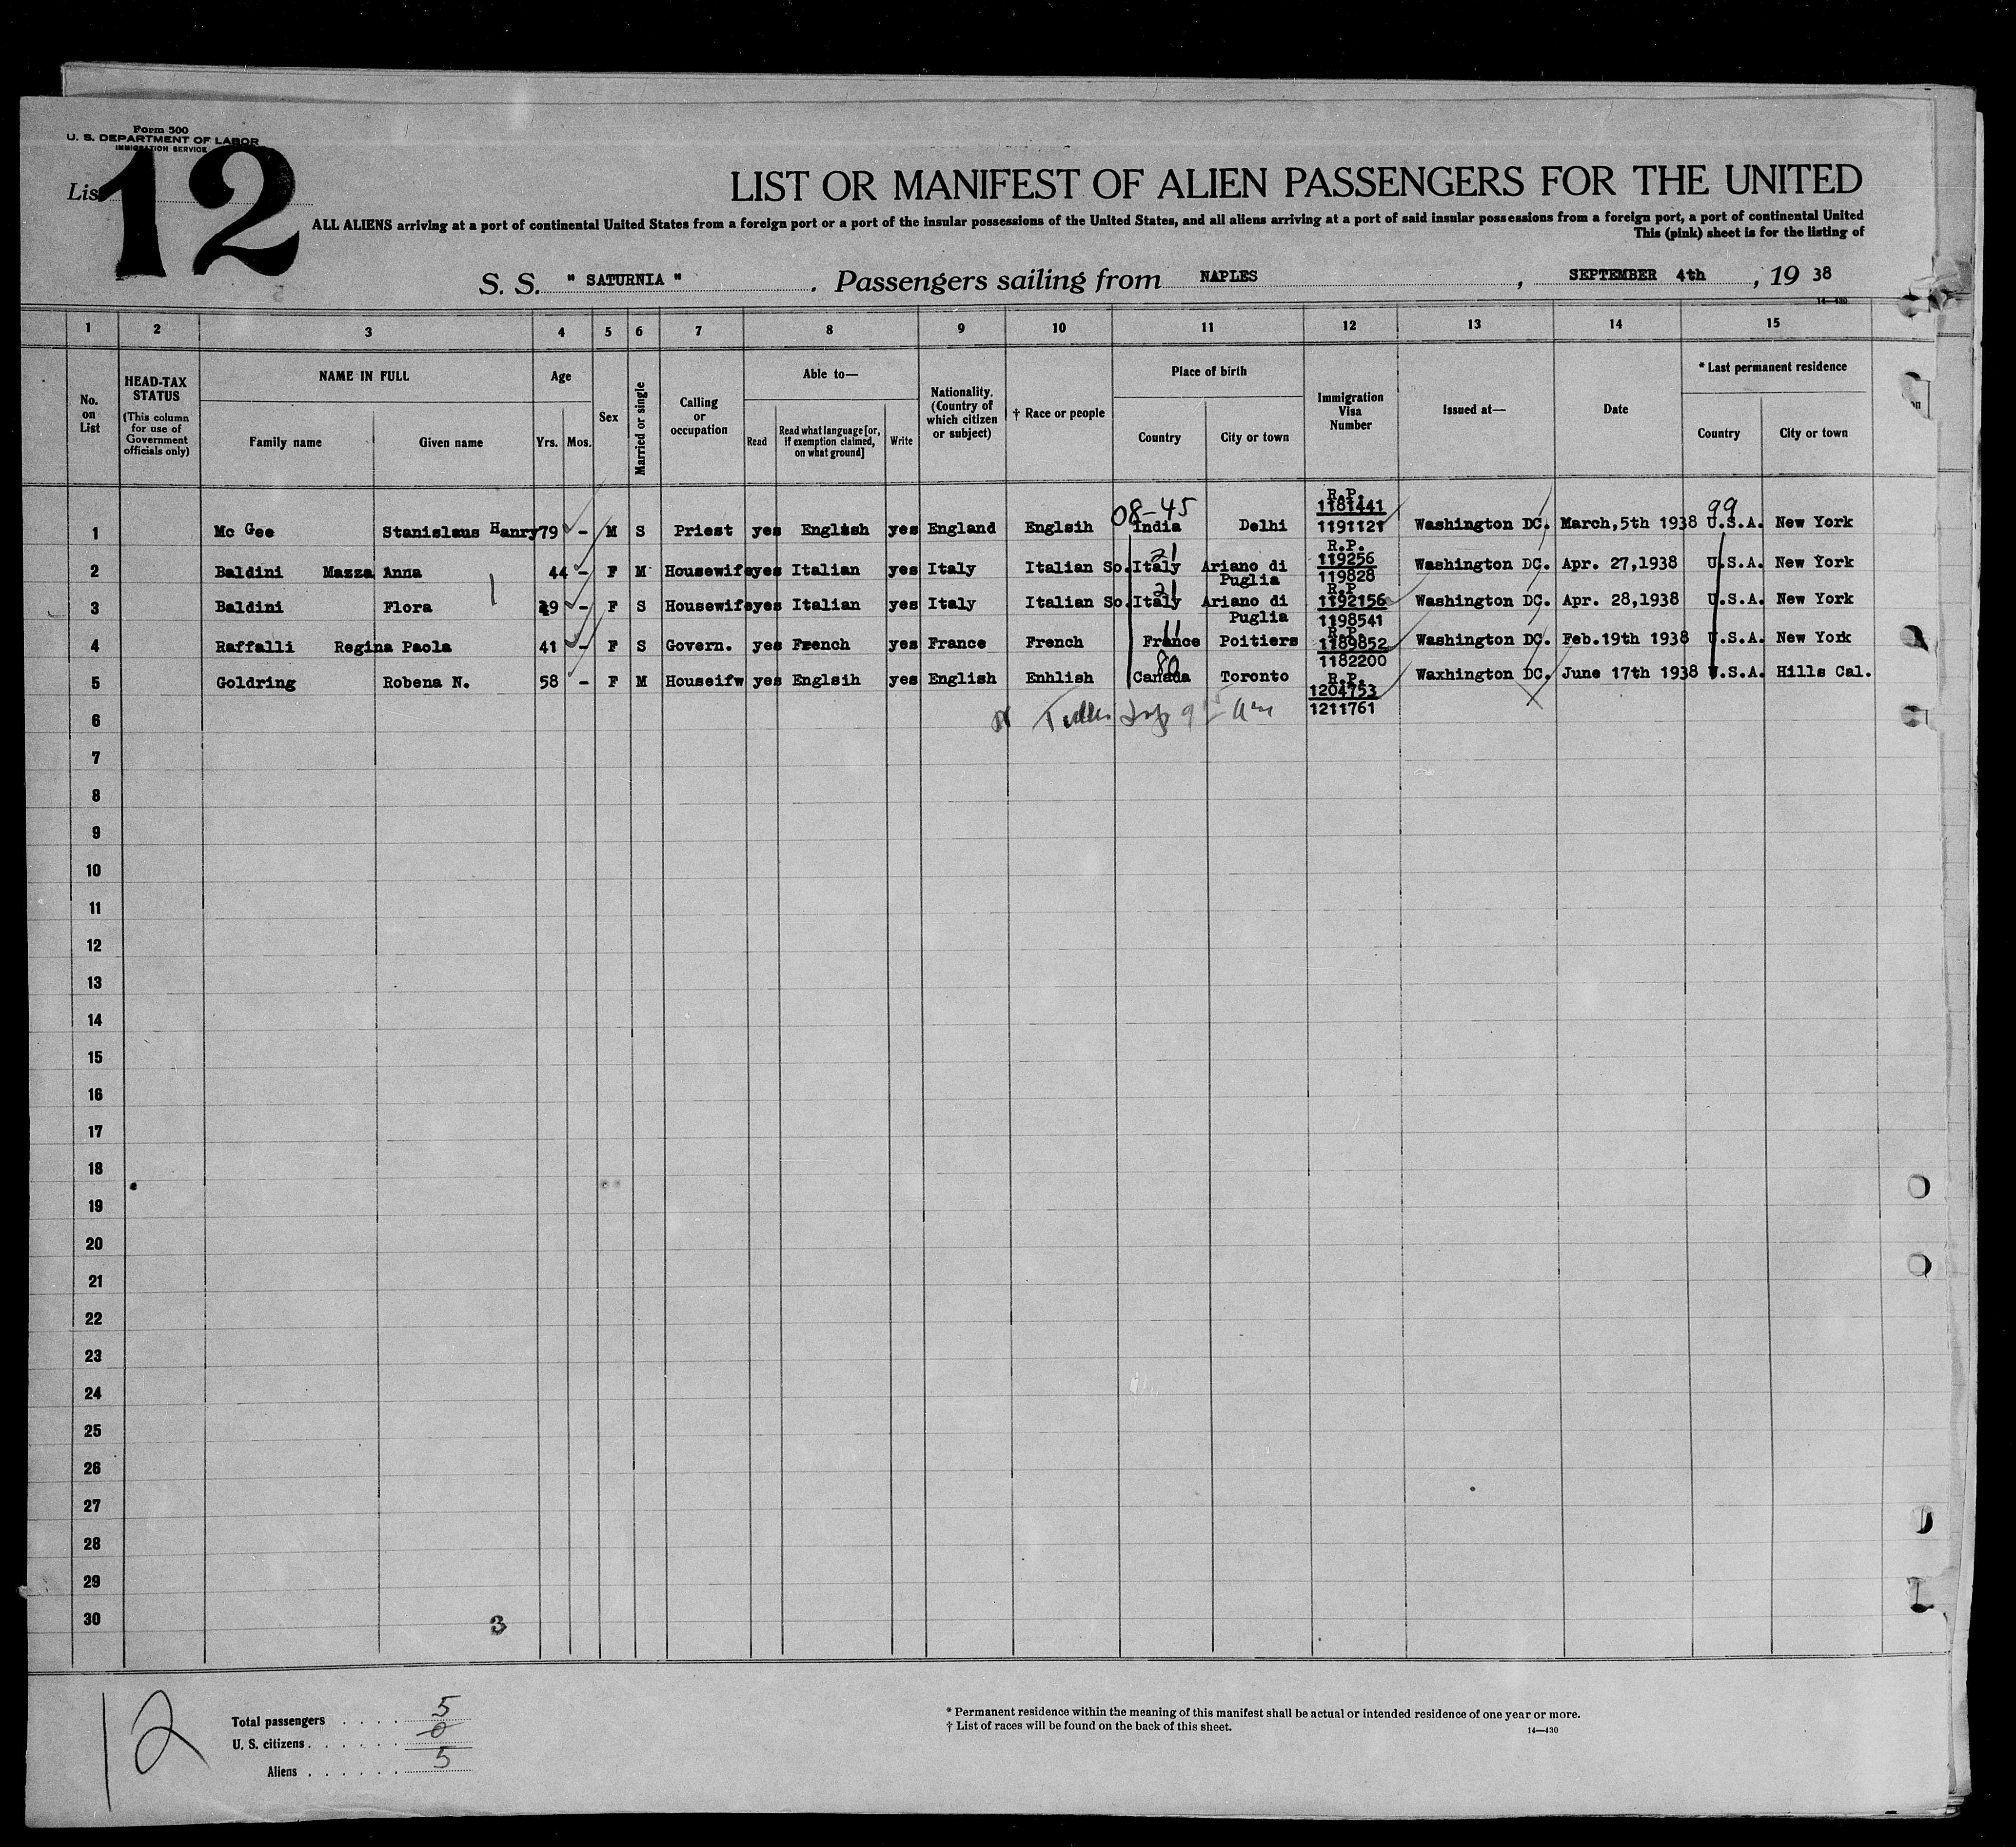 Form 500
U. S. DEPARTMENT OF LABOR
IMMIGRATION SERVICE
Lis 12
LIST OR MANIFEST OF ALIEN PASSENGERS FOR THE UNITED
ALL ALIENS arriving at a port of continental United States from a foreign port or a port of the insular possessions of the United States, and all aliens arriving at a port of said insular possessions from a foreign port, a port of continental United
This (pink) sheet is for the listing of
S. S. " SATURNIA " . Passengers sailing from NAPLES , SEPTEMBER 4th , 19 38
14—430
1 2 3 4 5 6 7 8 9 10 11 12 13 14 15
No. on List
HEAD-TAX STATUS
(This column for use of Government officials only)
NAME IN FULL
Family name Given name
Age
Yrs. Mos.
Sex
Married or single
Calling or occupation
Able to—
Read Read what language [or, if exemption claimed, on what ground] Write
Nationality. (Country of which citizen or subject)
† Race or people
Place of birth
Country City or town
Immigration Visa Number
Issued at—
Date
* Last permanent residence
Country City or town
08-45 R.P. 1181441 99
1 Mc Gee Stanislaus Hanry 79 - M S Priest yes English yes England Englsih India Delhi 1191121 Washington DC. March,5th 1938 U.S.A. New York
21 R.P. 119256
2 Baldini Mazza Anna 44 - F M Housewife yes Italian yes Italy Italian So. Italy Ariano di Puglia 119828 Washington DC. Apr. 27,1938 U.S.A. New York
21 R.P
3 Baldini Flora 19 - F S Housewife yes Italian yes Italy Italian So. Italy Ariano di Puglia 1192156 1198541 Washington DC. Apr. 28,1938 U.S.A. New York
11 R.P.
4 Raffalli Regina Paola 41 - F S Govern. yes French yes France French France Poitiers 1189852 1182200 Washington DC. Feb.19th 1938 U.S.A. New York
80
5 Goldring Robena N. 58 - F M Houseifw yes Englsih yes English Enhlish Canada Toronto R.P. 1204753 1211761 Waxhington DC. June 17th 1938 U.S.A. Hills Cal.
6
7
8
9
10
11
12
13
14
15
16
17
18
19
20
21
22
23
24
25
26
27
28
29
30
3
12
Total passengers . . . . 5
U. S. citizens . . . . . . 0
Aliens . . . . . . 5
* Permanent residence within the meaning of this manifest shall be actual or intended residence of one year or more.
† List of races will be found on the back of this sheet.
14—430